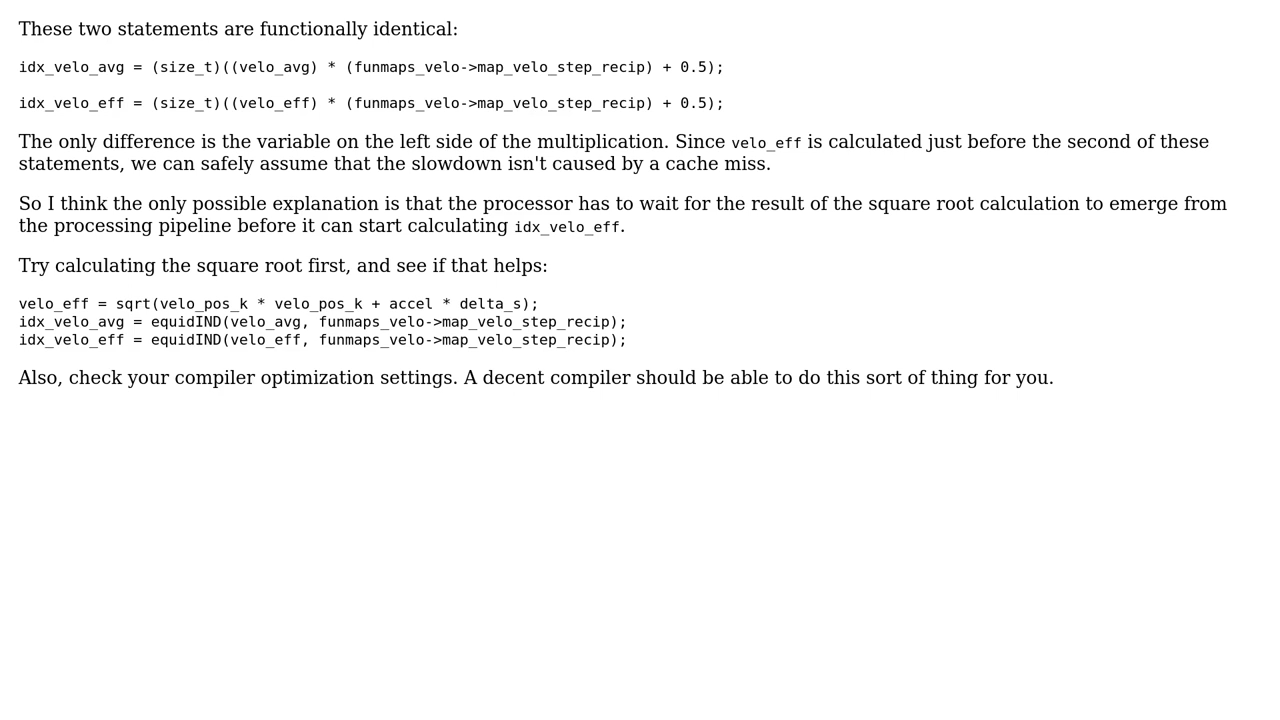 These two statements are functionally identical:
idx_velo_avg = (size_t)((velo_avg) * (funmaps_velo->map_velo_step_recip) + 0.5);
idx_velo_eff = (size_t)((velo_eff) * (funmaps_velo->map_velo_step_recip) + 0.5);
The only difference is the variable on the left side of the multiplication. Since velo_eff is calculated just before the second of these
statements, we can safely assume that the slowdown isn't caused by a cache miss.
So I think the only possible explanation is that the processor has to wait for the result of the square root calculation to emerge from
the processing pipeline before it can start calculating idx_velo_eff.
Try calculating the square root first, and see if that helps:
velo_eff = sqrt(velo_pos_k * velo_pos_k + accel * delta_s);
idx_velo_avg = equidIND(velo_avg, funmaps_velo->map_velo_step_recip);
idx_velo_eff = equidIND(velo_eff, funmaps_velo->map_velo_step_recip);
Also, check your compiler optimization settings. A decent compiler should be able to do this sort of thing for you.